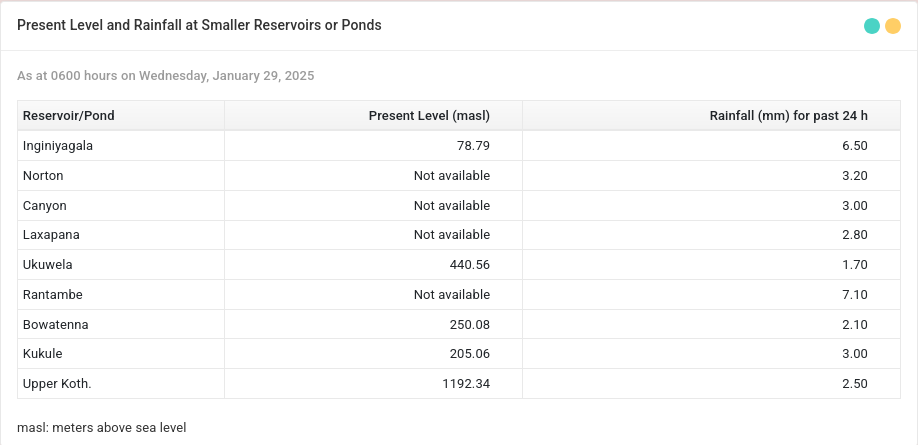 Present Level and Rainfall at Smaller Reservoirs or Ponds
As at 0600 hours on Wednesday, January 29, 2025
Reservoir/Pond Present Level (masl) Rainfall (mm) for past 24 h
Inginiyagala 78.79 6.50
Norton Not available 3.20
Canyon Not available 3.00
Laxapana Not available 2.80
Ukuwela 440.56 1.70
Rantambe Not available 7.10
Bowatenna 250.08 2.10
Kukule 205.06 3.00
Upper Koth. 1192.34 2.50
masl: meters above sea level